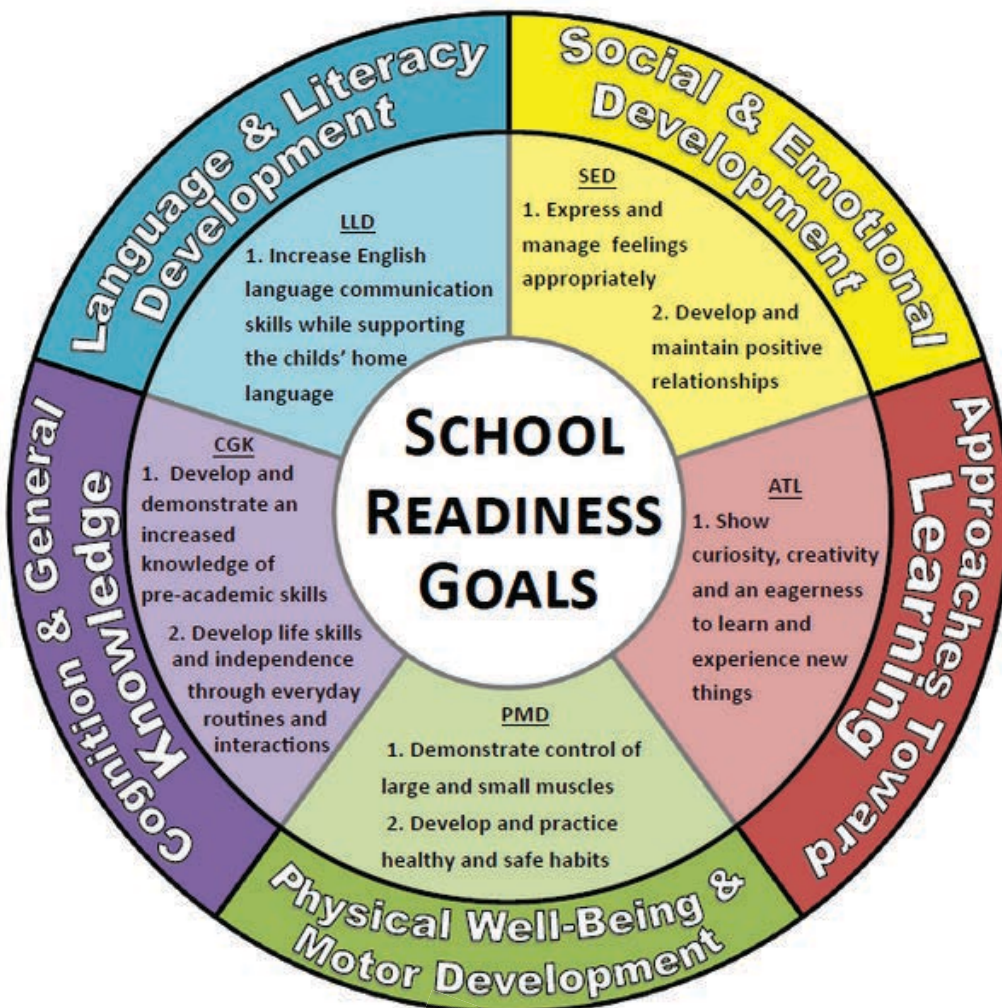 Language & Literacy
Development
LLD
1. Increase English
language communication
skills while supporting
the childs’ home
language
Social & Emotional
Development
SED
1. Express and
manage feelings
appropriately
2. Develop and
maintain positive
relationships
SCHOOL
READINESS
GOALS
Approaches Toward
Learning
ATL
1. Show
curiosity, creativity
and an eagerness
to learn and
experience new
things
Cognition & General
Knowledge
CGK
1. Develop and
demonstrate an
increased
knowledge of
pre-academic skills
2. Develop life skills
and independence
through everyday
routines and
interactions
PMD
1. Demonstrate control of
large and small muscles
2. Develop and practice
healthy and safe habits
Physical Well-Being &
Motor Development